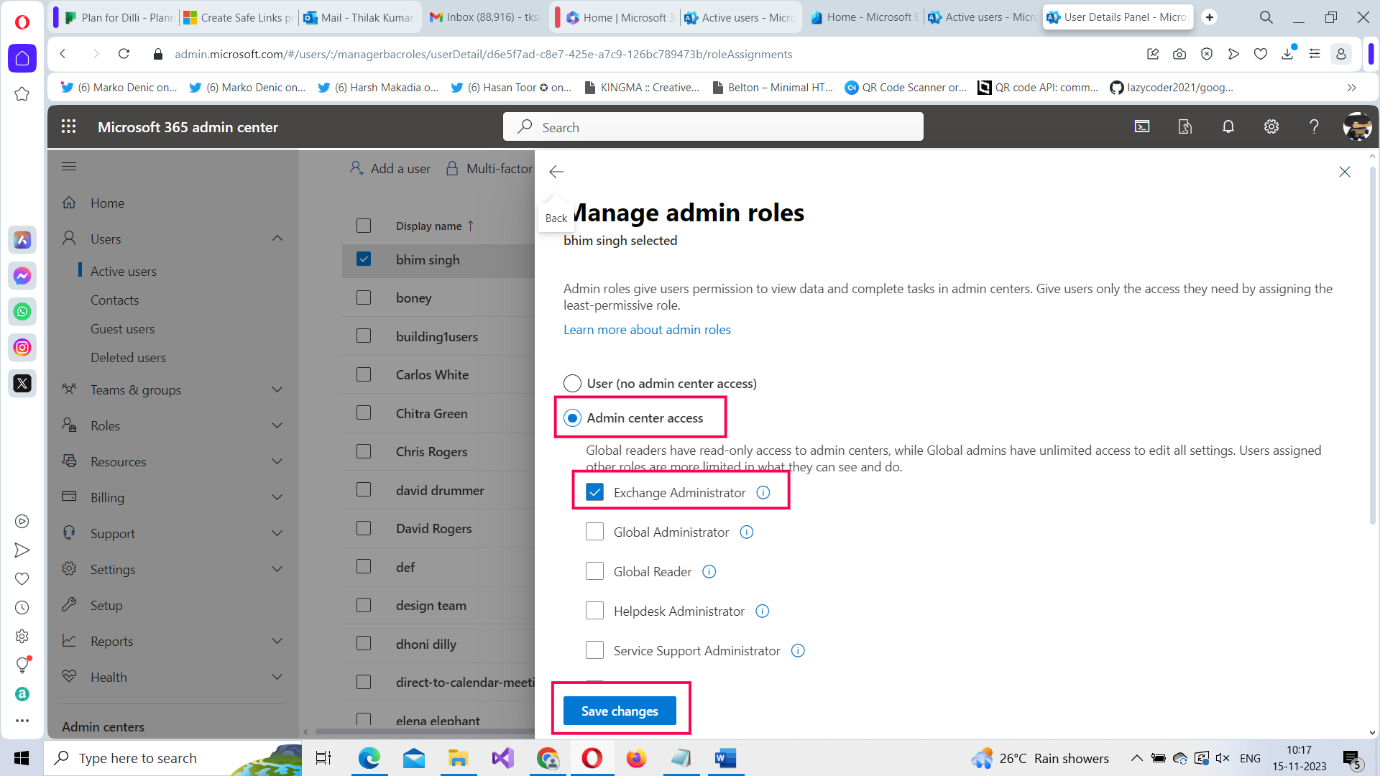 Plan for Dilli - Plann
Create Safe Links po
Mail - Thilak Kumar
Inbox (88,916) - tks
Home | Microsoft 3
Active users - Micro
Home - Microsoft E
Active users - Micro
User Details Panel - Micros
admin.microsoft.com/#/users/:/managerbacroles/userDetail/d6e5f7ad-c8e7-425e-a7c9-126bc789473b/roleAssignments
(6) Marko Denic on...
(6) Marko Denic on...
(6) Harsh Makadia o...
(6) Hasan Toor ✪ on...
KINGMA :: Creative...
Belton – Minimal HT...
QR Code Scanner or...
QR code API: comm...
lazycoder2021/goog...
Microsoft 365 admin center
Search
Home
Users
Active users
Contacts
Guest users
Deleted users
Teams & groups
Roles
Resources
Billing
Support
Settings
Setup
Reports
Health
Admin centers
Add a user
Multi-factor
Display name ↑
bhim singh
boney
building1users
Carlos White
Chitra Green
Chris Rogers
david drummer
David Rogers
def
design team
dhoni dilly
direct-to-calendar-meeti
elena elephant
Back
Manage admin roles
bhim singh selected
Admin roles give users permission to view data and complete tasks in admin centers. Give users only the access they need by assigning the
least-permissive role.
Learn more about admin roles
User (no admin center access)
Admin center access
Global readers have read-only access to admin centers, while Global admins have unlimited access to edit all settings. Users assigned
other roles are more limited in what they can see and do.
Exchange Administrator
Global Administrator
Global Reader
Helpdesk Administrator
Service Support Administrator
Save changes
Type here to search
26°C Rain showers
ENG
10:17
15-11-2023
5